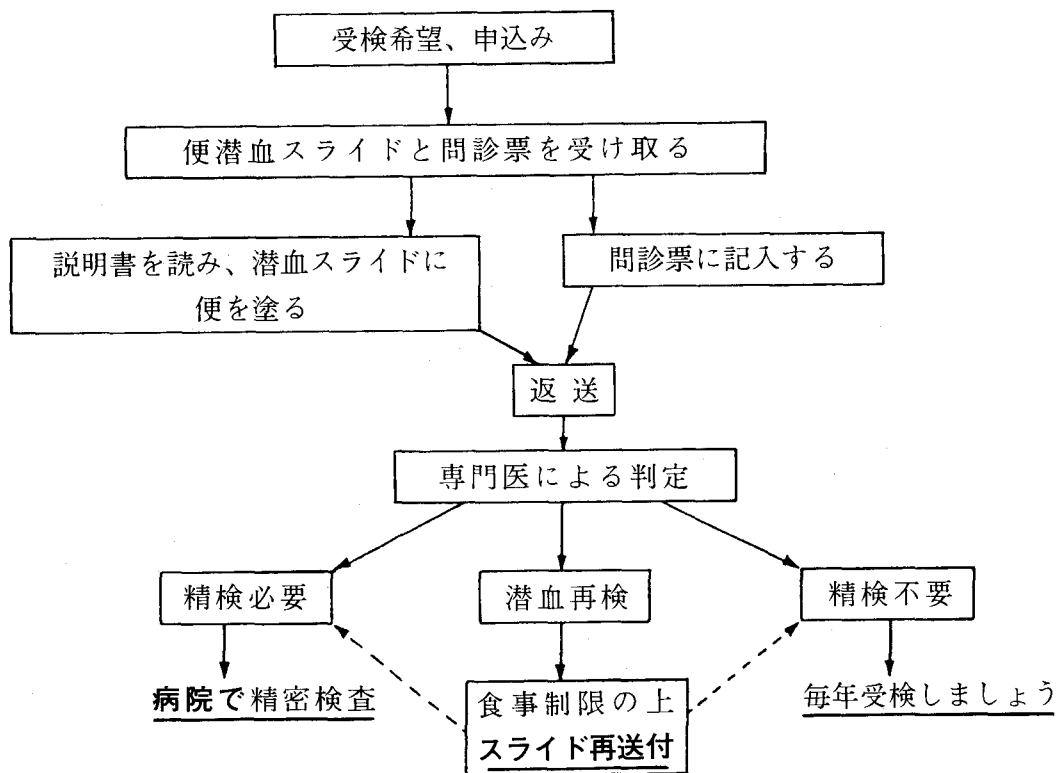 受検希望、申込み
便潜血スライドと問診票を受け取る
説明書を読み、潜血スライドに
便を塗る
問診票に記入する
返送
専門医による判定
精検必要
潜血再検
精検不要
病院で精密検査
食事制限の上
スライド再送付
毎年受検しましょう